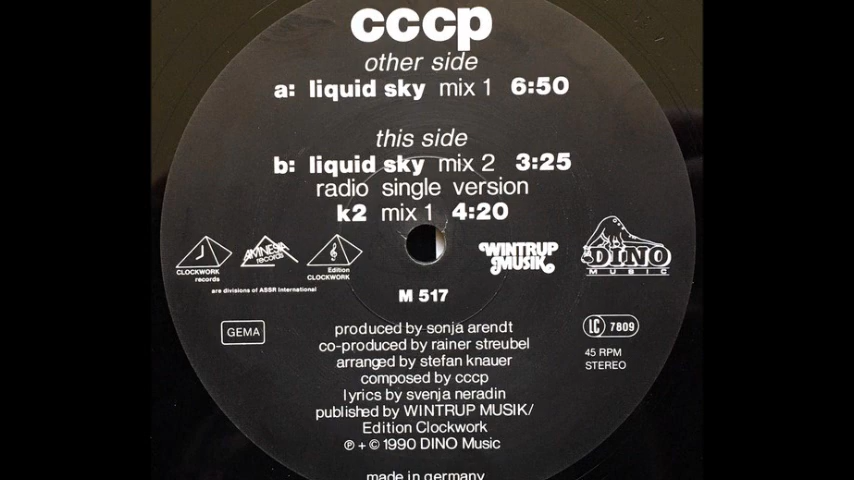 cccp
other side
a: liquid sky mix 1 6:50
this side
b: liquid sky mix 2 3:25
radio single version
k2 mix 1 4:20
CLOCKWORK
records
AMNESIA
records
Edition
CLOCKWORK
are divisions of ASSR International
WINTRUP
MUSIK
DINO
MUSIC
M 517
GEMA
LC 7809
45 RPM
STEREO
produced by sonja arendt
co-produced by rainer streubel
arranged by stefan knauer
composed by cccp
lyrics by svenja neradin
published by WINTRUP MUSIK/
Edition Clockwork
℗ + © 1990 DINO Music
made in germany